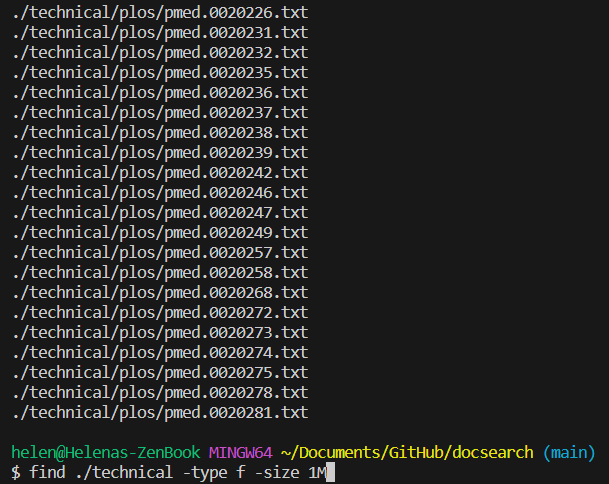 ./technical/plos/pmed.0020226.txt
./technical/plos/pmed.0020231.txt
./technical/plos/pmed.0020232.txt
./technical/plos/pmed.0020235.txt
./technical/plos/pmed.0020236.txt
./technical/plos/pmed.0020237.txt
./technical/plos/pmed.0020238.txt
./technical/plos/pmed.0020239.txt
./technical/plos/pmed.0020242.txt
./technical/plos/pmed.0020246.txt
./technical/plos/pmed.0020247.txt
./technical/plos/pmed.0020249.txt
./technical/plos/pmed.0020257.txt
./technical/plos/pmed.0020258.txt
./technical/plos/pmed.0020268.txt
./technical/plos/pmed.0020272.txt
./technical/plos/pmed.0020273.txt
./technical/plos/pmed.0020274.txt
./technical/plos/pmed.0020275.txt
./technical/plos/pmed.0020278.txt
./technical/plos/pmed.0020281.txt
helen@Helenas-ZenBook MINGW64 ~/Documents/GitHub/docsearch (main)
$ find ./technical -type f -size 1M